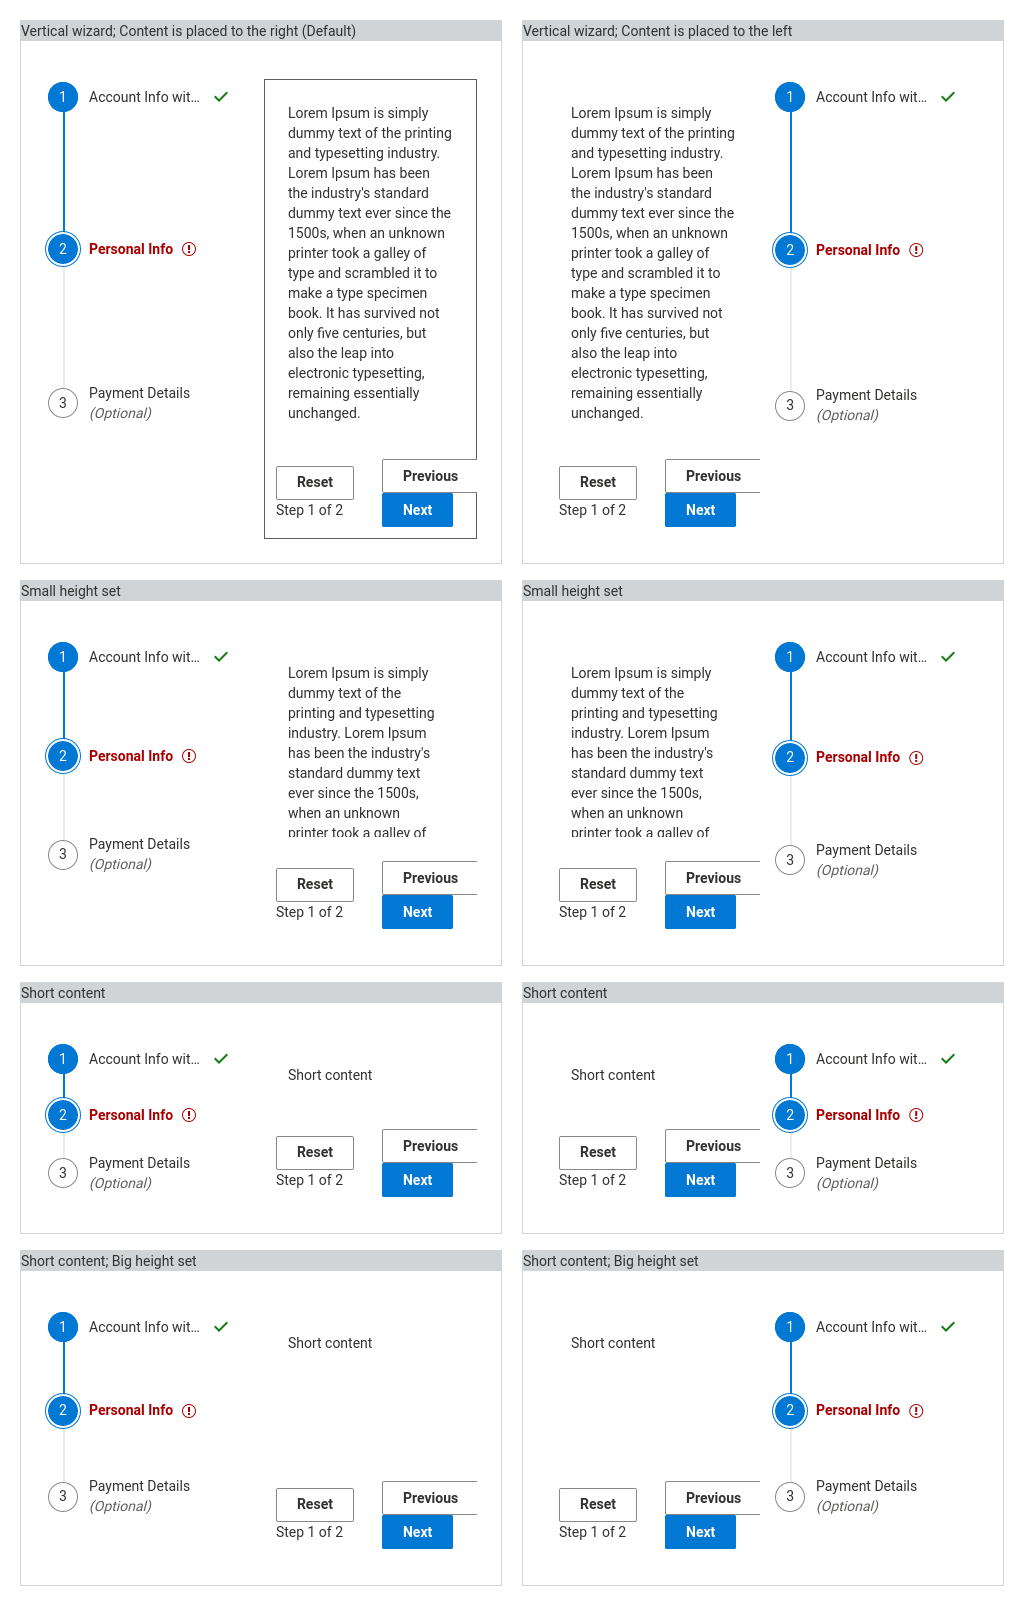 Vertical wizard; Content is placed to the right (Default)
1
Account Info wit...
2
Personal Info
3
Payment Details
(Optional)
Lorem Ipsum is simply
dummy text of the printing
and typesetting industry.
Lorem Ipsum has been
the industry's standard
dummy text ever since the
1500s, when an unknown
printer took a galley of
type and scrambled it to
make a type specimen
book. It has survived not
only five centuries, but
also the leap into
electronic typesetting,
remaining essentially
unchanged.
Reset
Previous
Step 1 of 2
Next
Vertical wizard; Content is placed to the left
Lorem Ipsum is simply
dummy text of the printing
and typesetting industry.
Lorem Ipsum has been
the industry's standard
dummy text ever since the
1500s, when an unknown
printer took a galley of
type and scrambled it to
make a type specimen
book. It has survived not
only five centuries, but
also the leap into
electronic typesetting,
remaining essentially
unchanged.
Reset
Previous
Step 1 of 2
Next
1
Account Info wit...
2
Personal Info
3
Payment Details
(Optional)
Small height set
1
Account Info wit...
2
Personal Info
3
Payment Details
(Optional)
Lorem Ipsum is simply
dummy text of the
printing and typesetting
industry. Lorem Ipsum
has been the industry's
standard dummy text
ever since the 1500s,
when an unknown
printer took a galley of
Reset
Previous
Step 1 of 2
Next
Small height set
Lorem Ipsum is simply
dummy text of the
printing and typesetting
industry. Lorem Ipsum
has been the industry's
standard dummy text
ever since the 1500s,
when an unknown
printer took a galley of
Reset
Previous
Step 1 of 2
Next
1
Account Info wit...
2
Personal Info
3
Payment Details
(Optional)
Short content
1
Account Info wit...
2
Personal Info
3
Payment Details
(Optional)
Short content
Reset
Previous
Step 1 of 2
Next
Short content
Short content
Reset
Previous
Step 1 of 2
Next
1
Account Info wit...
2
Personal Info
3
Payment Details
(Optional)
Short content; Big height set
1
Account Info wit...
2
Personal Info
3
Payment Details
(Optional)
Short content
Reset
Previous
Step 1 of 2
Next
Short content; Big height set
Short content
Reset
Previous
Step 1 of 2
Next
1
Account Info wit...
2
Personal Info
3
Payment Details
(Optional)